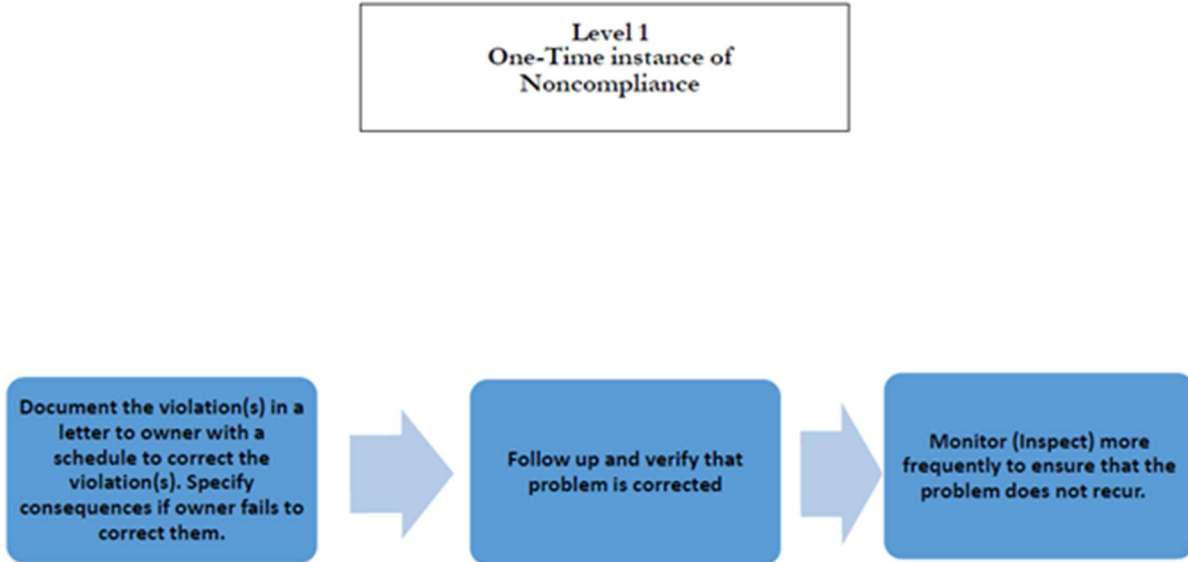 Level 1
One-Time instance of
Noncompliance
Document the violation(s) in a
letter to owner with a
schedule to correct the
violation(s). Specify
consequences if owner fails to
correct them.
Follow up and verify that
problem is corrected
Monitor (Inspect) more
frequently to ensure that the
problem does not recur.